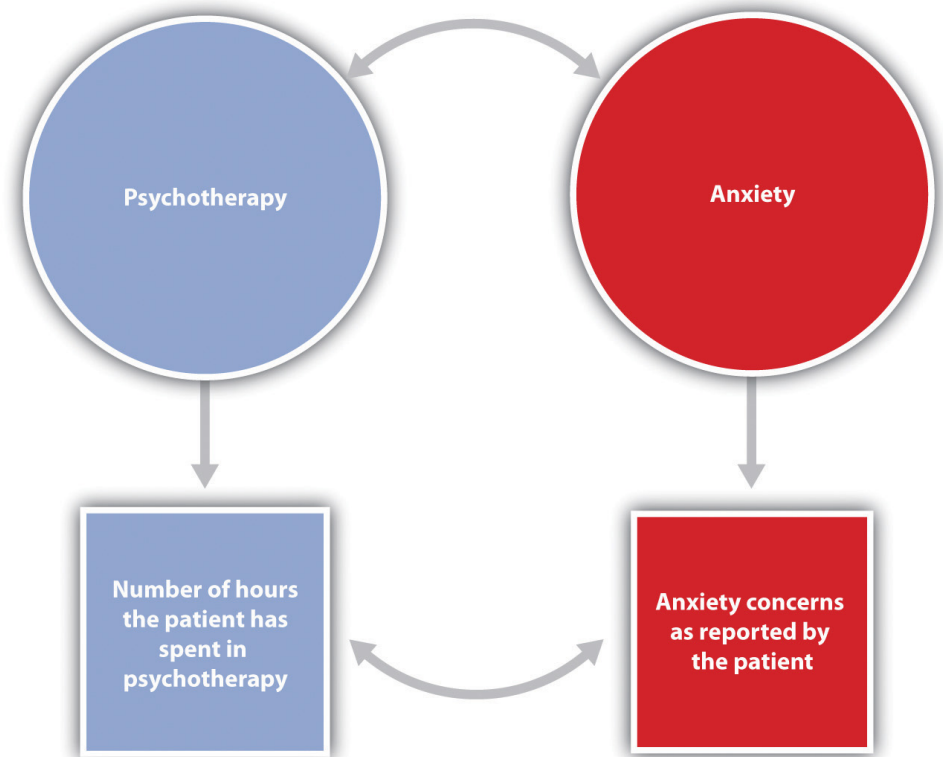 Psychotherapy
Anxiety
Number of hours
the patient has
spent in
psychotherapy
Anxiety concerns
as reported by
the patient